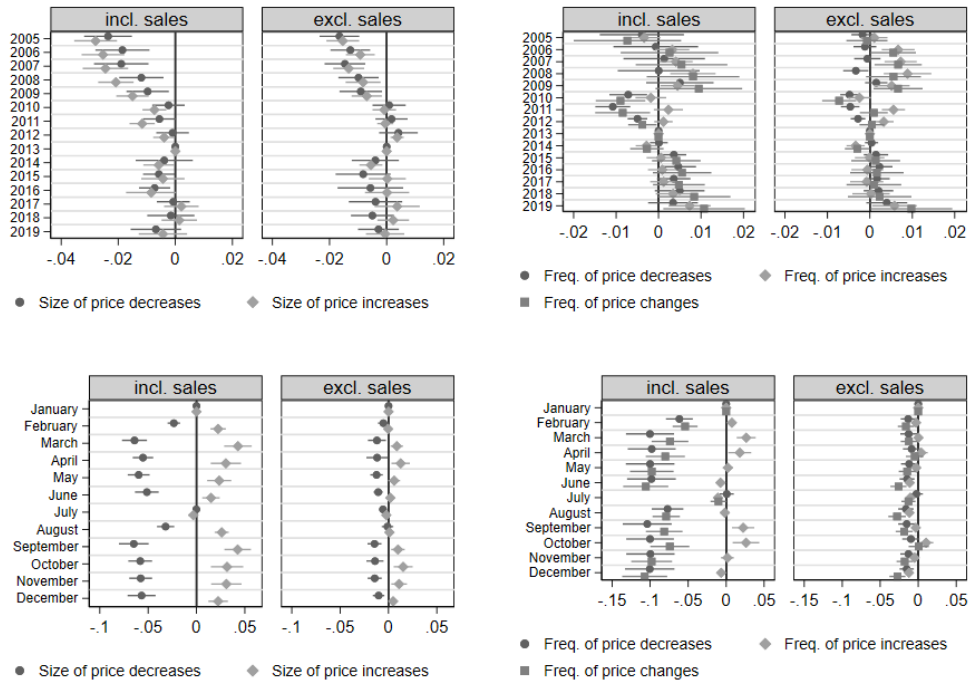 incl. sales
excl. sales
2005
2006
2007
2008
2009
2010
2011
2012
2013
2014
2015
2016
2017
2018
2019
-.04
-.02
0
.02
-.04
-.02
0
.02
Size of price decreases
Size of price increases
incl. sales
excl. sales
2005
2006
2007
2008
2009
2010
2011
2012
2013
2014
2015
2016
2017
2018
2019
-0.02
-0.01
0
.01
0.02
-0.02
-0.01
0
.01
0.02
Freq. of price decreases
Freq. of price increases
Freq. of price changes
incl. sales
excl. sales
January
February
March
April
May
June
July
August
September
October
November
December
-.1
-.05
0
.05
-.1
-.05
0
.05
Size of price decreases
Size of price increases
incl. sales
excl. sales
January
February
March
April
May
June
July
August
September
October
November
December
-.15
-.1
-.05
0
.05
-.15
-.1
-.05
0
.05
Freq. of price decreases
Freq. of price increases
Freq. of price changes